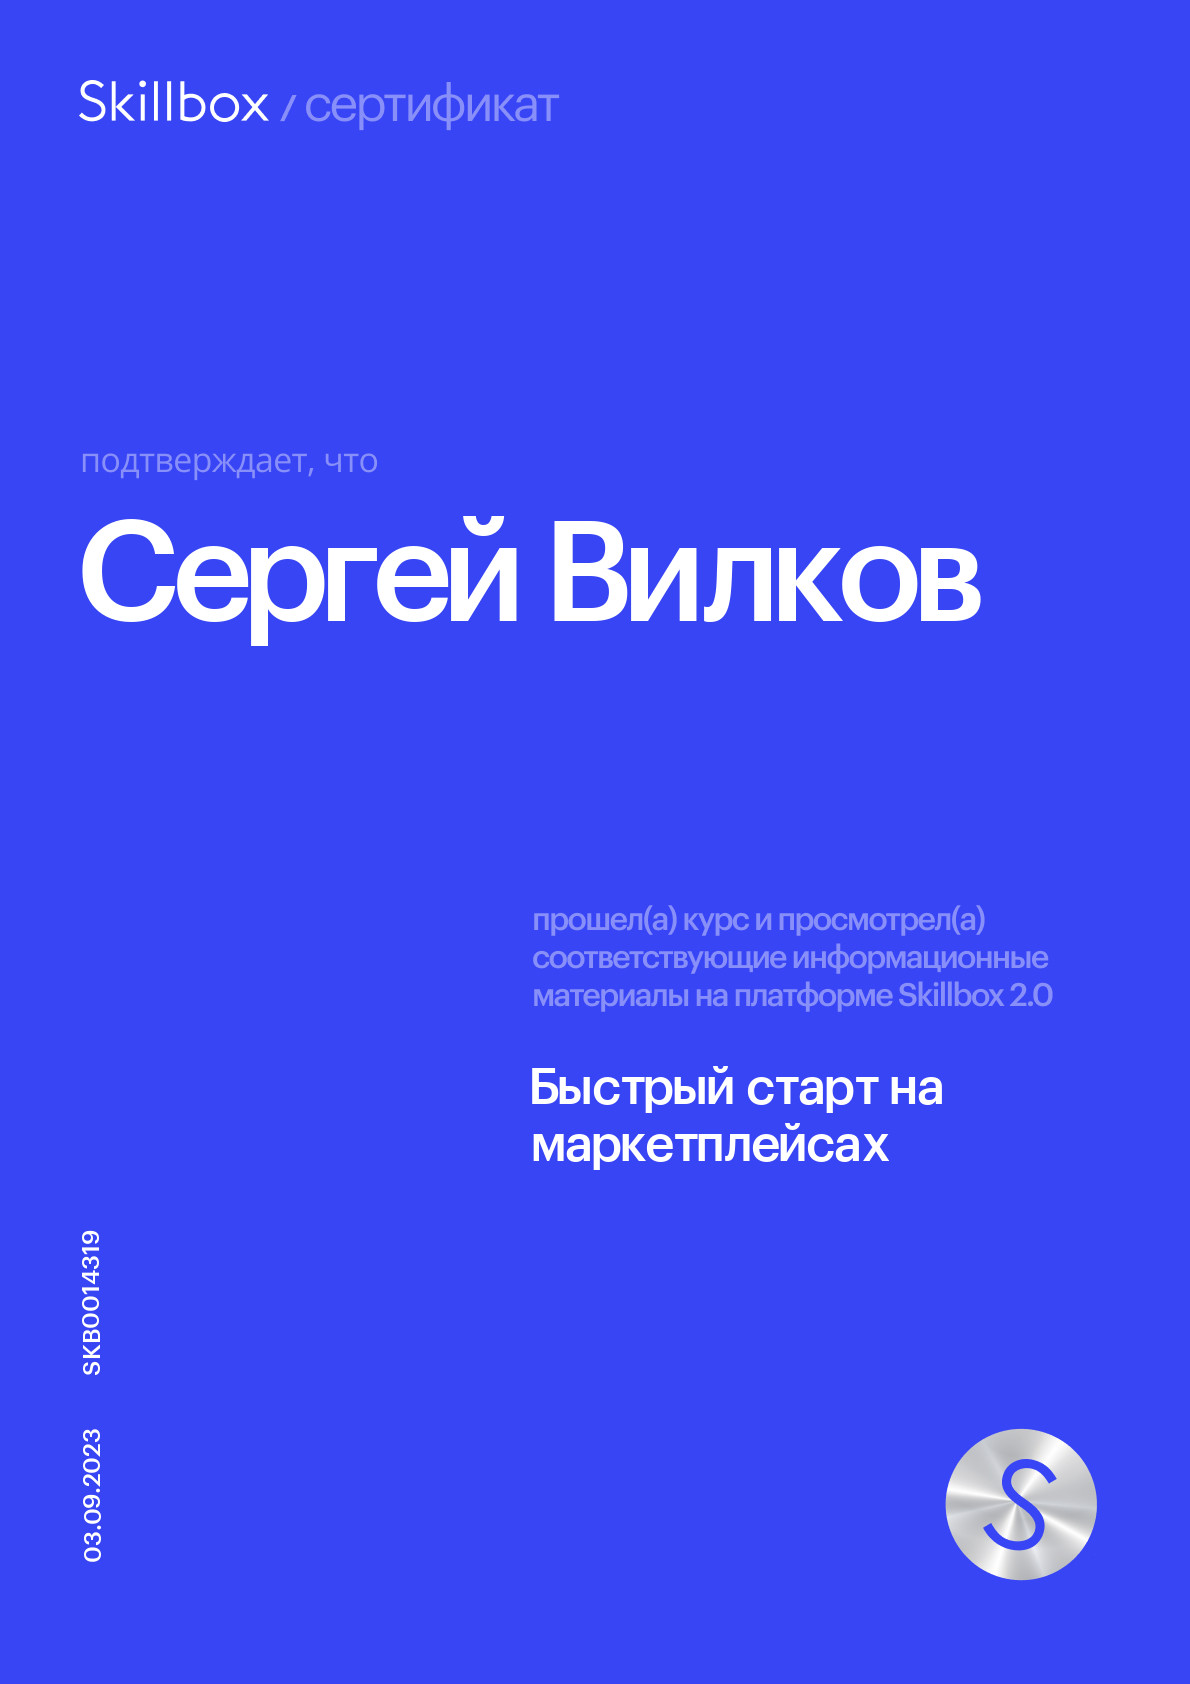 Skillbox / сертификат
подтверждает, что
Сергей Вилков
прошел(а) курс и просмотрел(а)
соответствующие информационные
материалы на платформе Skillbox 2.0
Быстрый старт на
маркетплейсах
SKB0014319
03.09.2023
S